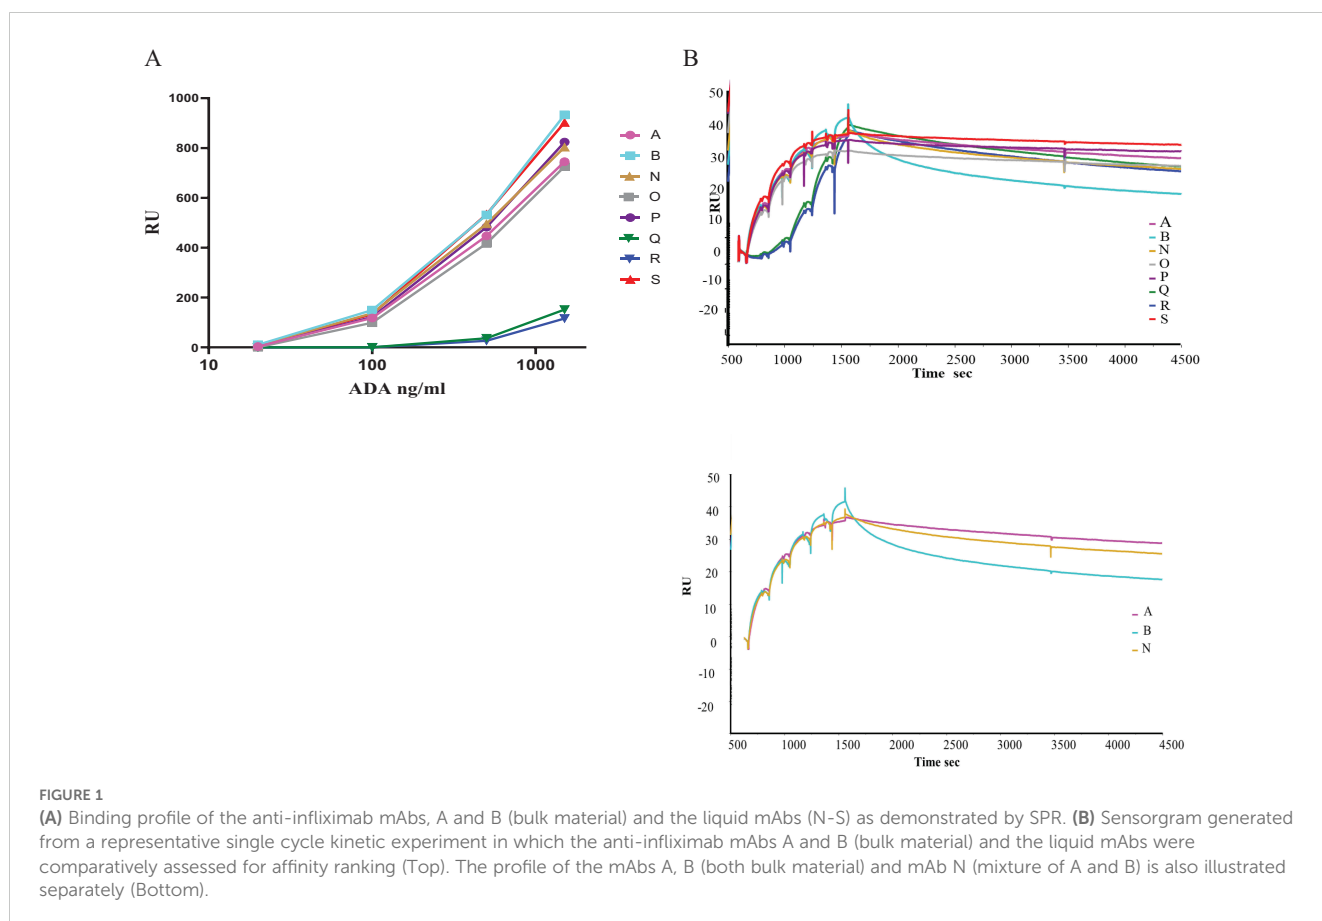 A
1000
800
600
400
200
0
RU
10
100
1000
ADA ng/ml
A
B
N
O
P
Q
R
S
B
50
40
30
20
10
0
-10
-20
RU
500 1000 1500 2000 2500 3000 3500 4000 4500
Time sec
A
B
N
O
P
Q
R
S
50
40
30
20
10
0
-10
-20
RU
500 1000 1500 2000 2500 3000 3500 4000 4500
Time sec
A
B
N
FIGURE 1
(A) Binding profile of the anti-infliximab mAbs, A and B (bulk material) and the liquid mAbs (N-S) as demonstrated by SPR. (B) Sensorgram generated
from a representative single cycle kinetic experiment in which the anti-infliximab mAbs A and B (bulk material) and the liquid mAbs were
comparatively assessed for affinity ranking (Top). The profile of the mAbs A, B (both bulk material) and mAb N (mixture of A and B) is also illustrated
separately (Bottom).